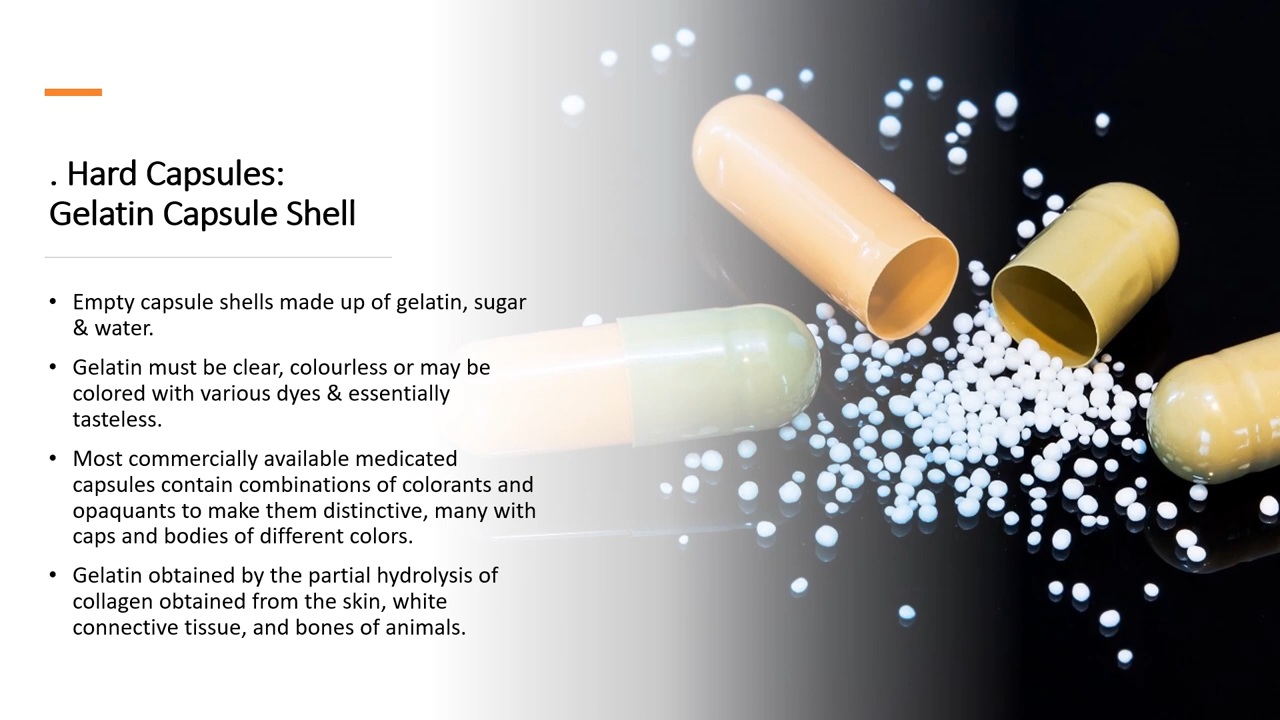 . Hard Capsules:
Gelatin Capsule Shell
• Empty capsule shells made up of gelatin, sugar
& water.
• Gelatin must be clear, colourless or may be
colored with various dyes & essentially
tasteless.
• Most commercially available medicated
capsules contain combinations of colorants and
opaquants to make them distinctive, many with
caps and bodies of different colors.
• Gelatin obtained by the partial hydrolysis of
collagen obtained from the skin, white
connective tissue, and bones of animals.